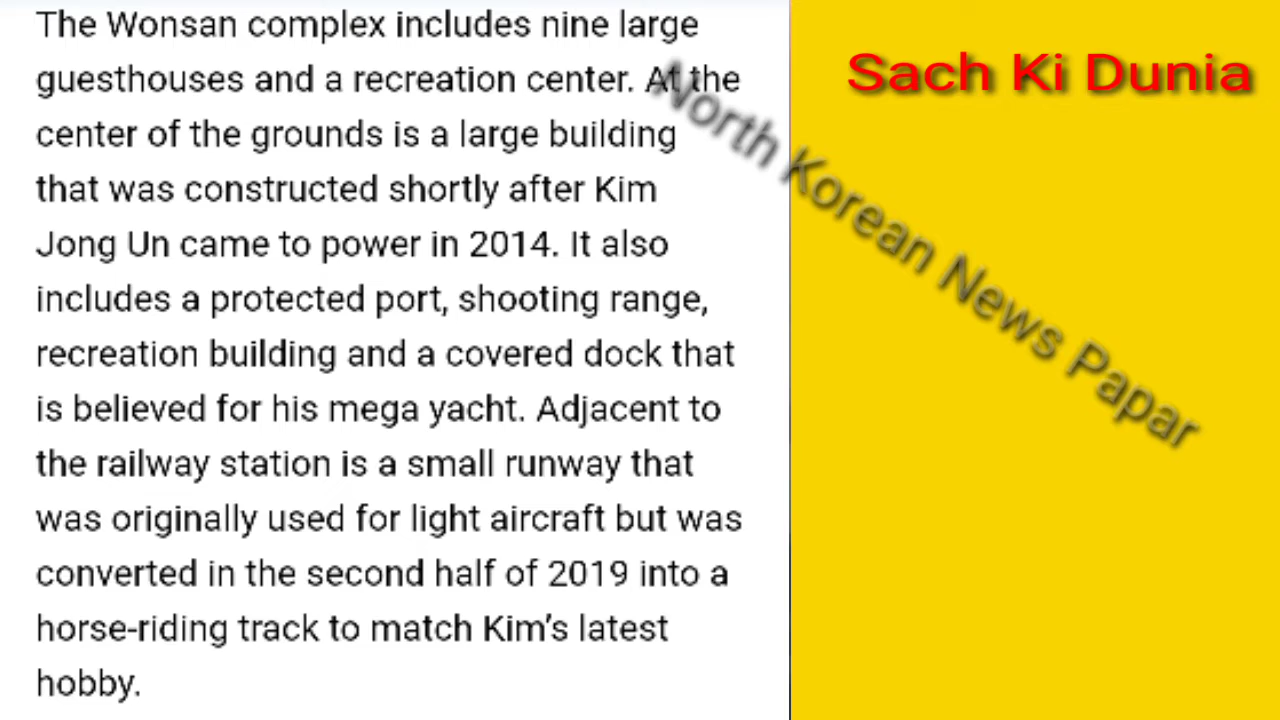 The Wonsan complex includes nine large
guesthouses and a recreation center. At the
center of the grounds is a large building
that was constructed shortly after Kim
Jong Un came to power in 2014. It also
includes a protected port, shooting range,
recreation building and a covered dock that
is believed for his mega yacht. Adjacent to
the railway station is a small runway that
was originally used for light aircraft but was
converted in the second half of 2019 into a
horse-riding track to match Kim’s latest
hobby.
Sach Ki Dunia
North Korean News Papar